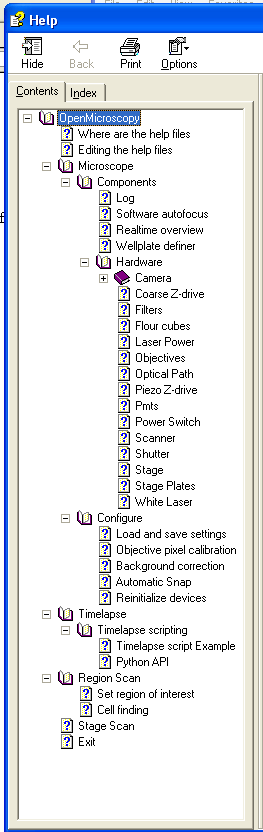 File Edit View Favorites
Help
Hide Back Print Options
Contents Index
OpenMicroscopy
Where are the help files
Editing the help files
Microscope
Components
Log
Software autofocus
Realtime overview
Wellplate definer
Hardware
Camera
Coarse Z-drive
Filters
Flour cubes
Laser Power
Objectives
Optical Path
Piezo Z-drive
Pmts
Power Switch
Scanner
Shutter
Stage
Stage Plates
White Laser
Configure
Load and save settings
Objective pixel calibration
Background correction
Automatic Snap
Reinitialize devices
Timelapse
Timelapse scripting
Timelapse script Example
Python API
Region Scan
Set region of interest
Cell finding
Stage Scan
Exit